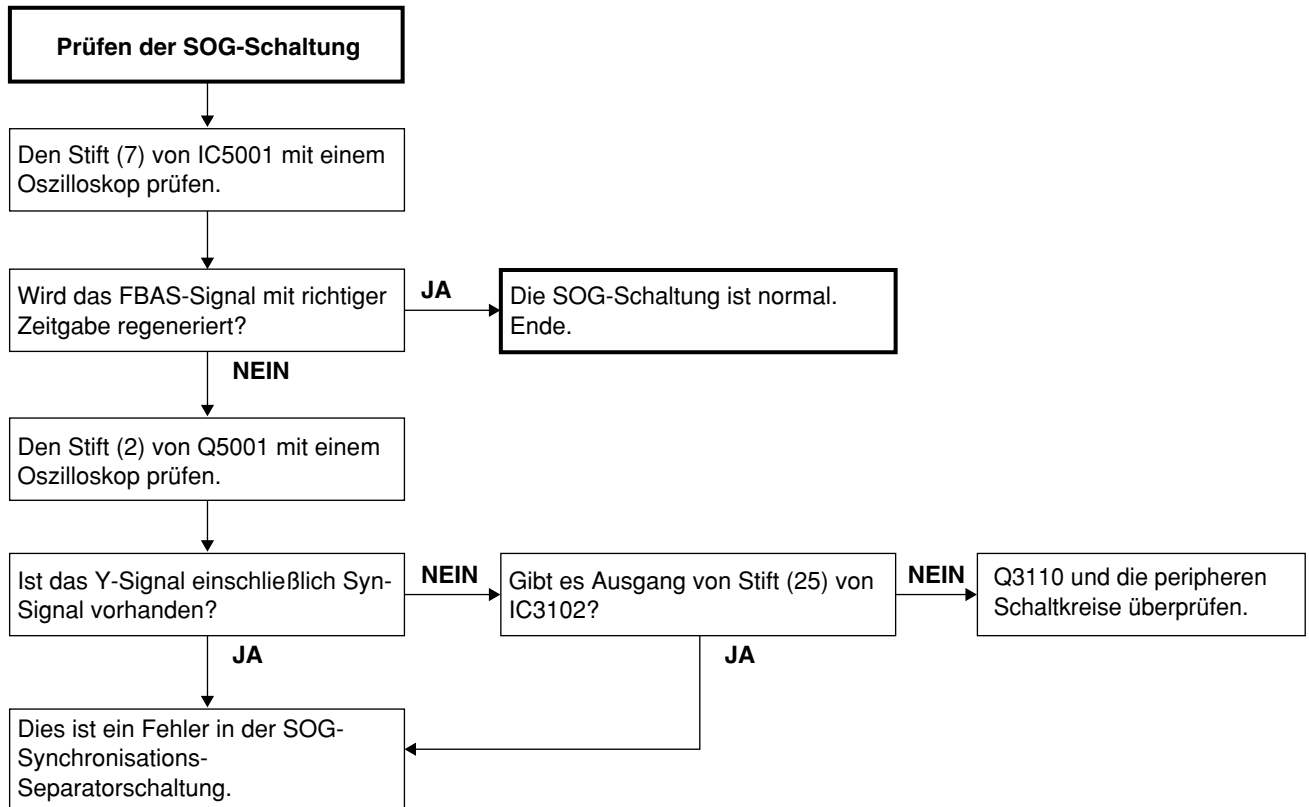 Prüfen der SOG-Schaltung
Den Stift (7) von IC5001 mit einem
Oszilloskop prüfen.
Wird das FBAS-Signal mit richtiger
Zeitgabe regeneriert?
JA
Die SOG-Schaltung ist normal.
Ende.
NEIN
Den Stift (2) von Q5001 mit einem
Oszilloskop prüfen.
Ist das Y-Signal einschließlich Syn-
Signal vorhanden?
NEIN
Gibt es Ausgang von Stift (25) von
IC3102?
NEIN
Q3110 und die peripheren
Schaltkreise überprüfen.
JA
JA
Dies ist ein Fehler in der SOG-
Synchronisations-
Separatorschaltung.